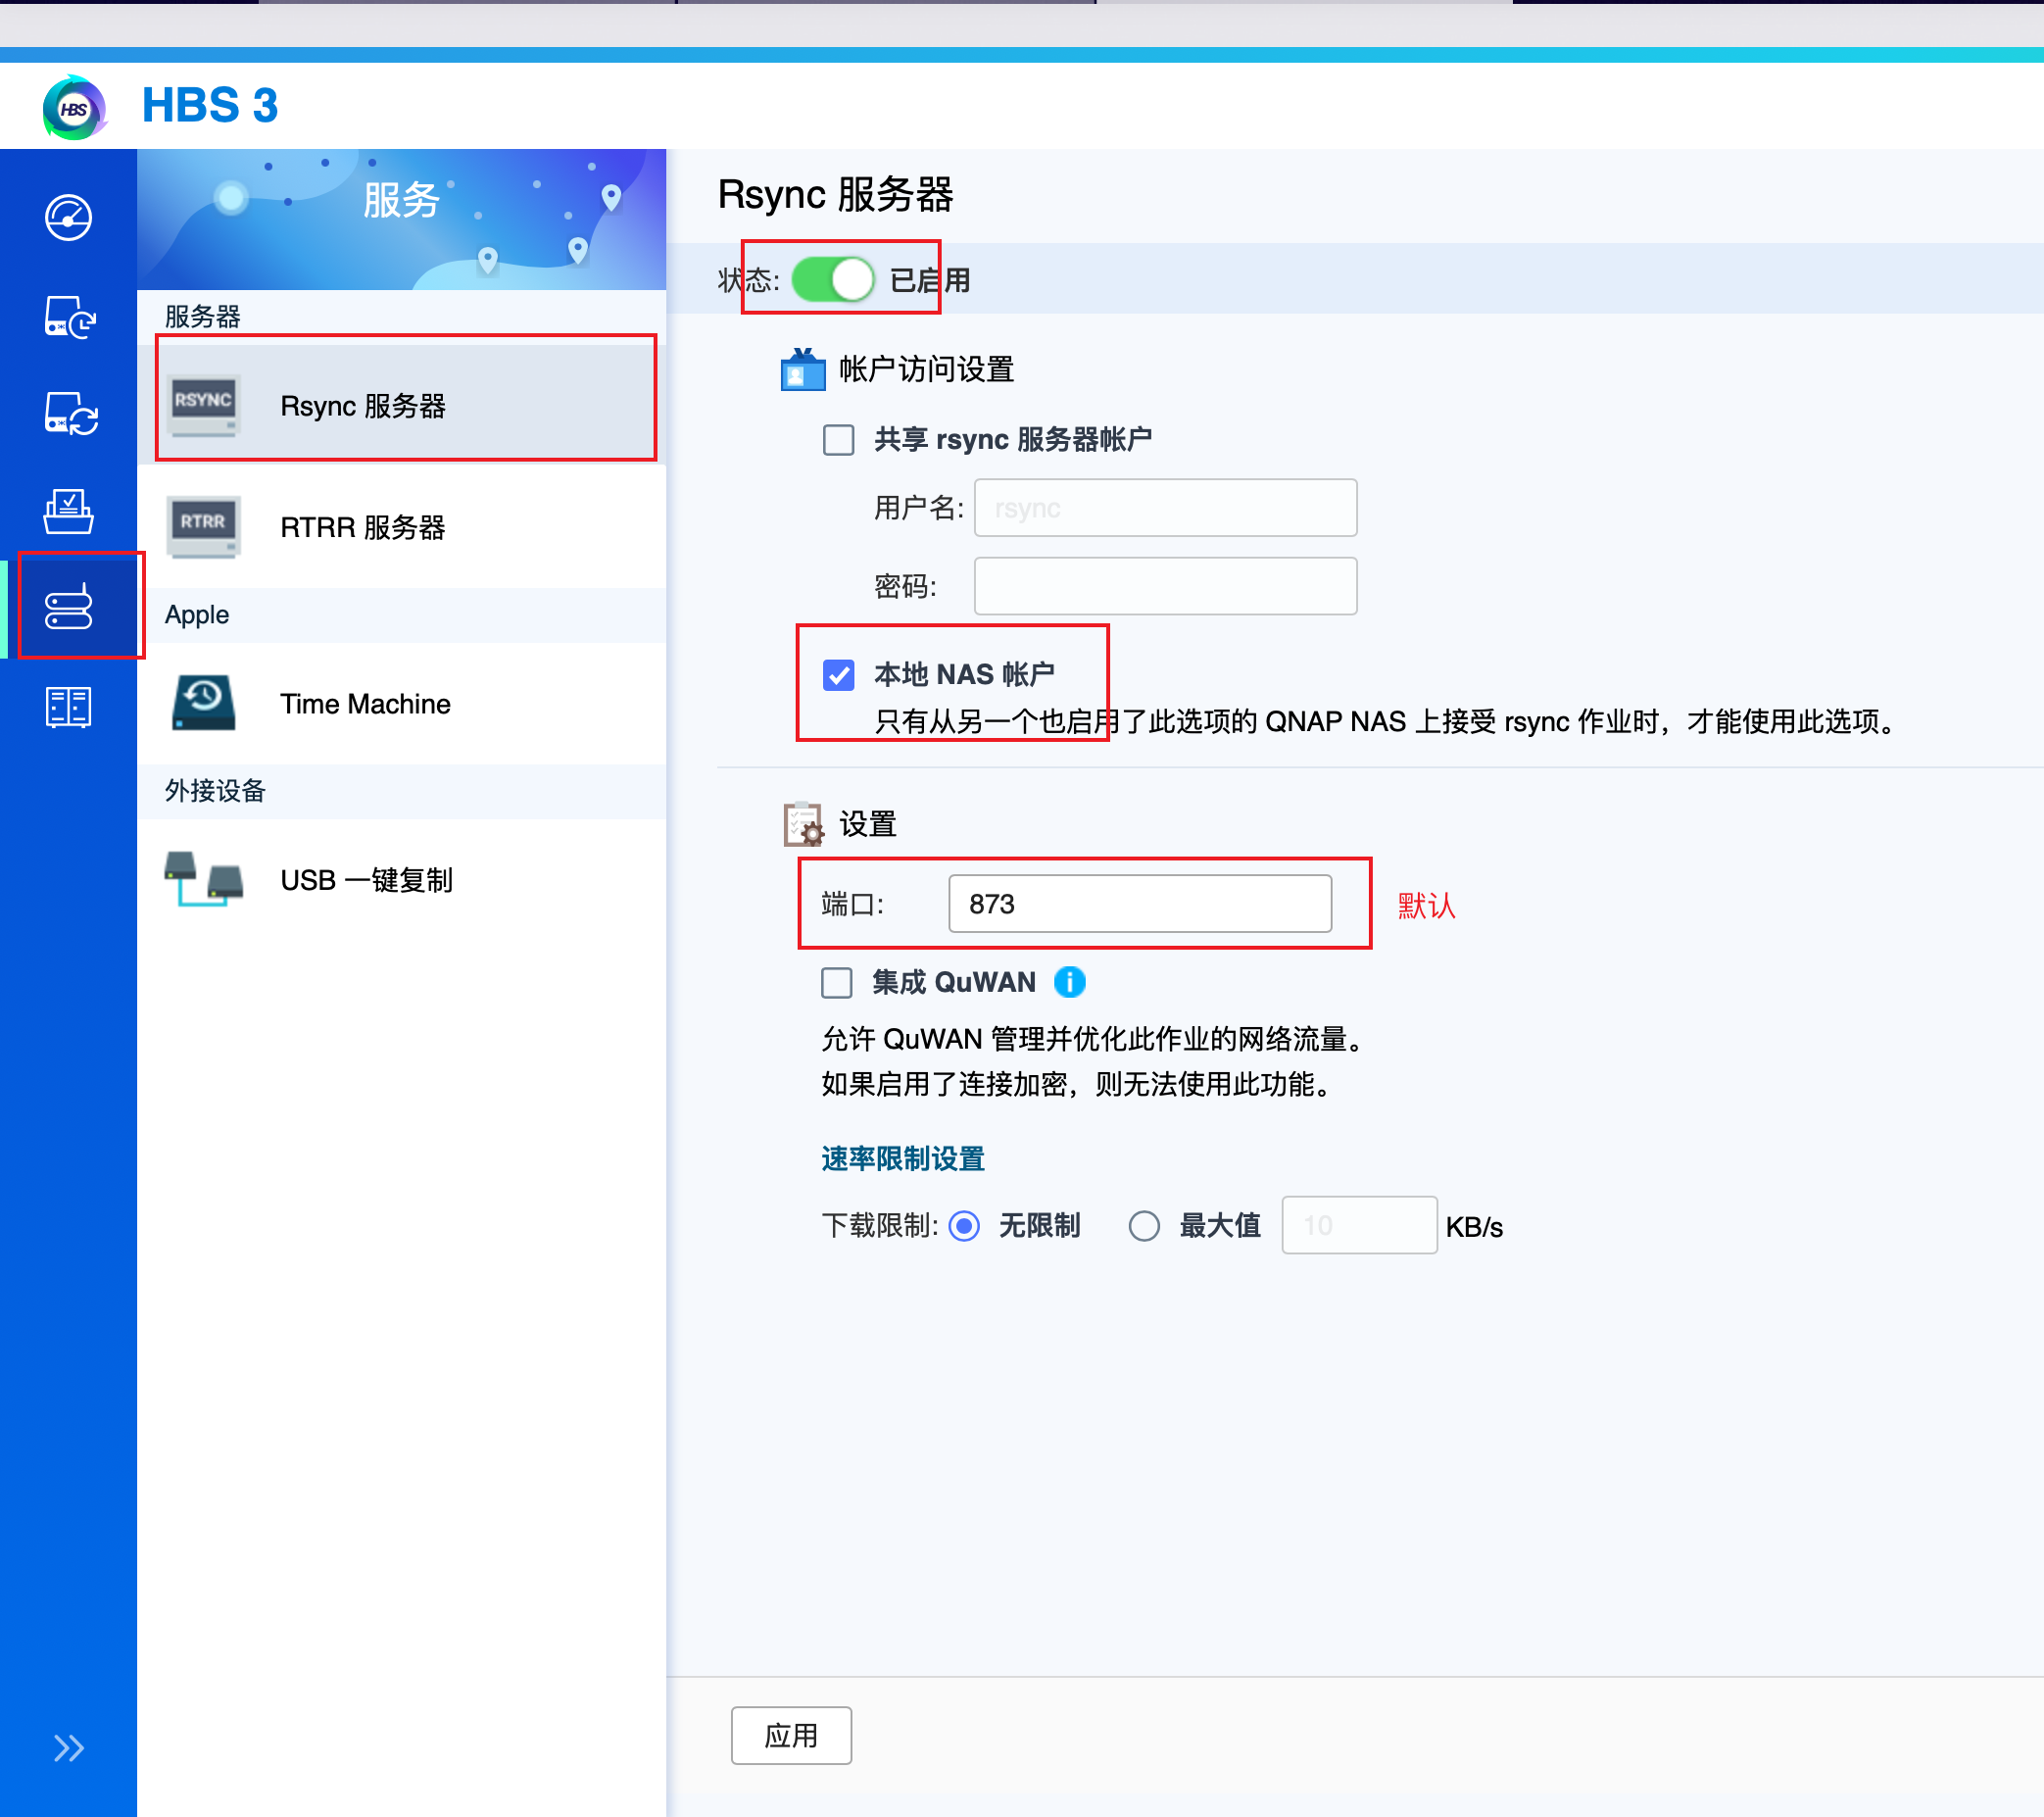 HBS
HBS 3
服务
服务器
RSYNC
Rsync 服务器
RTRR
RTRR 服务器
Apple
Time Machine
外接设备
USB 一键复制
Rsync 服务器
状态: 已启用
帐户访问设置
共享 rsync 服务器帐户
用户名: rsync
密码:
本地 NAS 帐户
只有从另一个也启用了此选项的 QNAP NAS 上接受 rsync 作业时，才能使用此选项。
设置
端口: 873 默认
集成 QuWAN i
允许 QuWAN 管理并优化此作业的网络流量。
如果启用了连接加密，则无法使用此功能。
速率限制设置
下载限制: 无限制 最大值 10 KB/s
应用